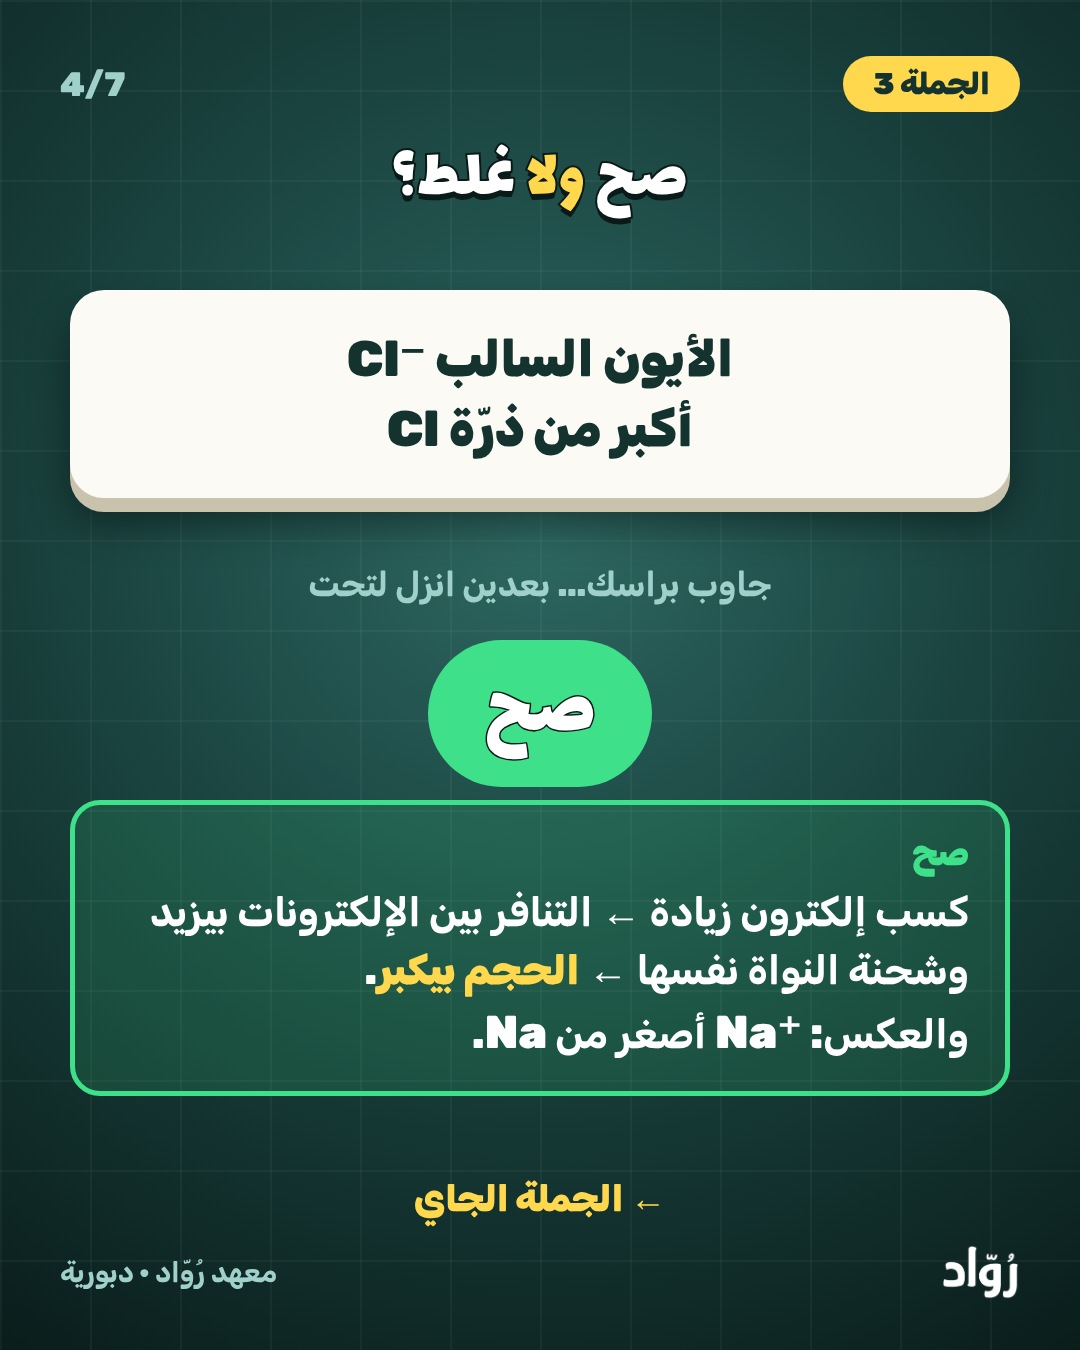 الجملة 3
4/7
صح ولا غلط؟
الأيون السالب Cl⁻
أكبر من ذرّة Cl
جاوب براسك... بعدين انزل لتحت
صح
صح
كسب إلكترون زيادة ← التنافر بين الإلكترونات بيزيد
وشحنة النواة نفسها ← الحجم بيكبر.
والعكس: Na⁺ أصغر من Na.
← الجملة الجاي
رُوّاد
معهد رُوّاد • دبورية